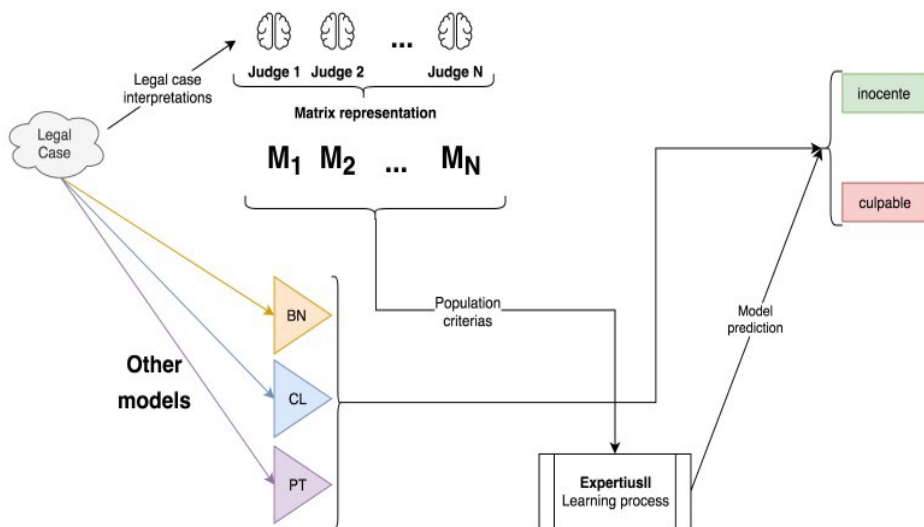 Legal case
interpretations
Judge 1 Judge 2 ... Judge N
Matrix representation
M1 M2 ... MN
Legal
Case
inocente
culpable
BN
CL
PT
Other
models
Population
criterias
Model
prediction
ExpertiusII
Learning process